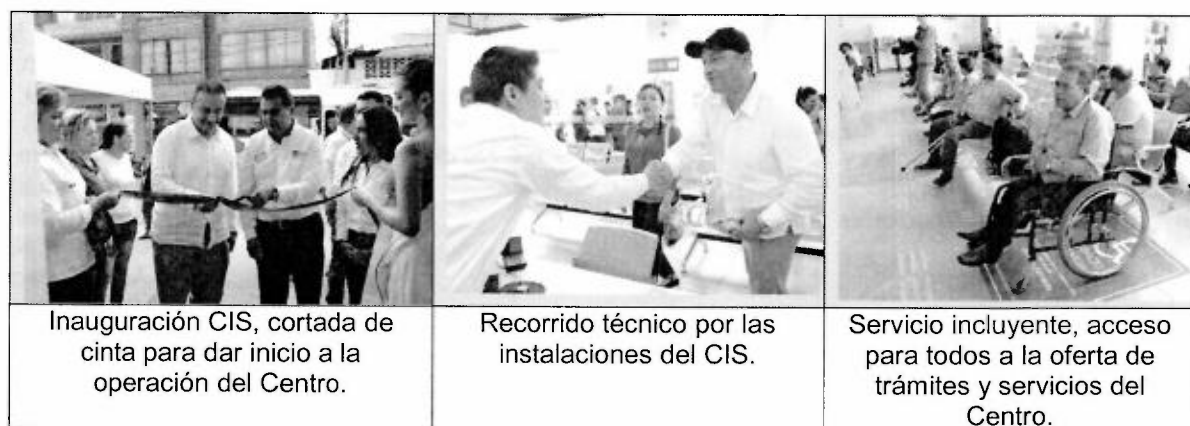 Inauguración CIS, cortada de
cinta para dar inicio a la
operación del Centro.
Recorrido técnico por las
instalaciones del CIS.
Servicio incluyente, acceso
para todos a la oferta de
trámites y servicios del
Centro.